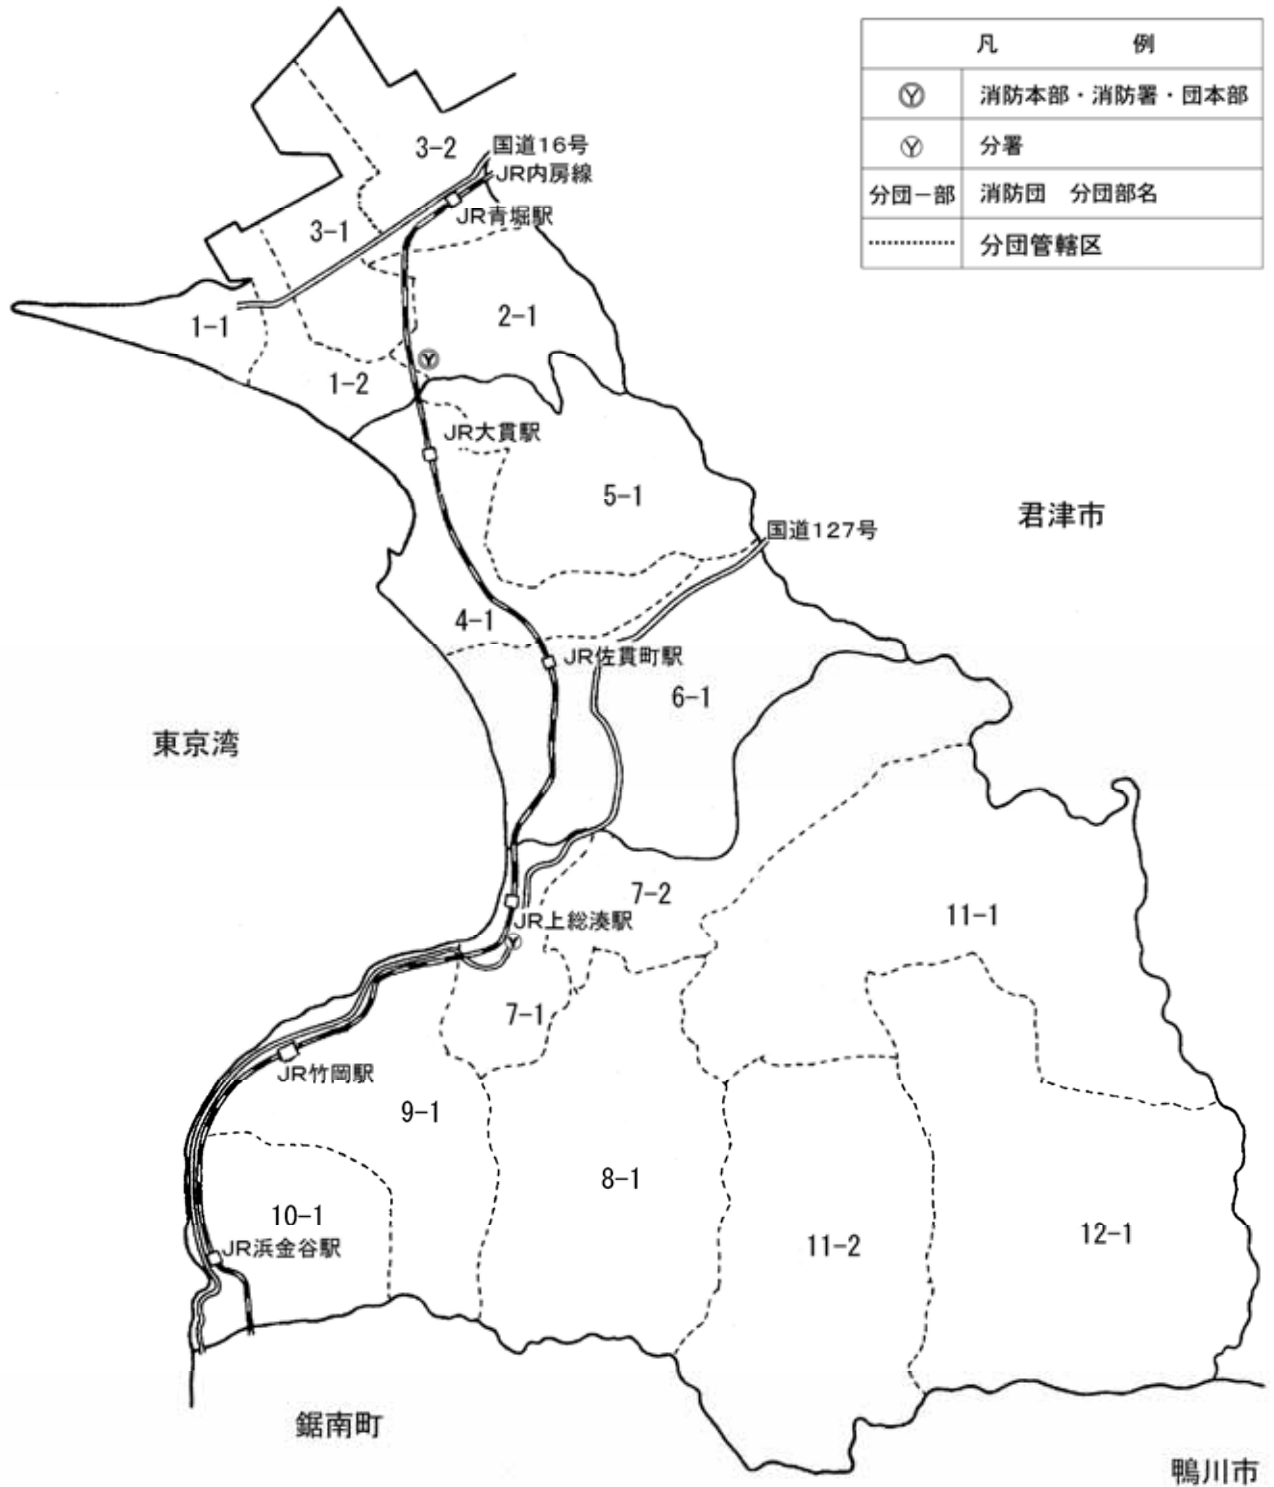 凡　例
Ⓨ 消防本部・消防署・団本部
Ⓨ 分署
分団－部 消防団　分団部名
分団管轄区
3-2
国道16号
JR内房線
JR青堀駅
3-1
1-1
2-1
Y
1-2
JR大貫駅
5-1
君津市
国道127号
4-1
JR佐貫町駅
6-1
東京湾
7-2
11-1
JR上総湊駅
Y
7-1
JR竹岡駅
9-1
8-1
10-1
12-1
JR浜金谷駅
11-2
鋸南町
鴨川市